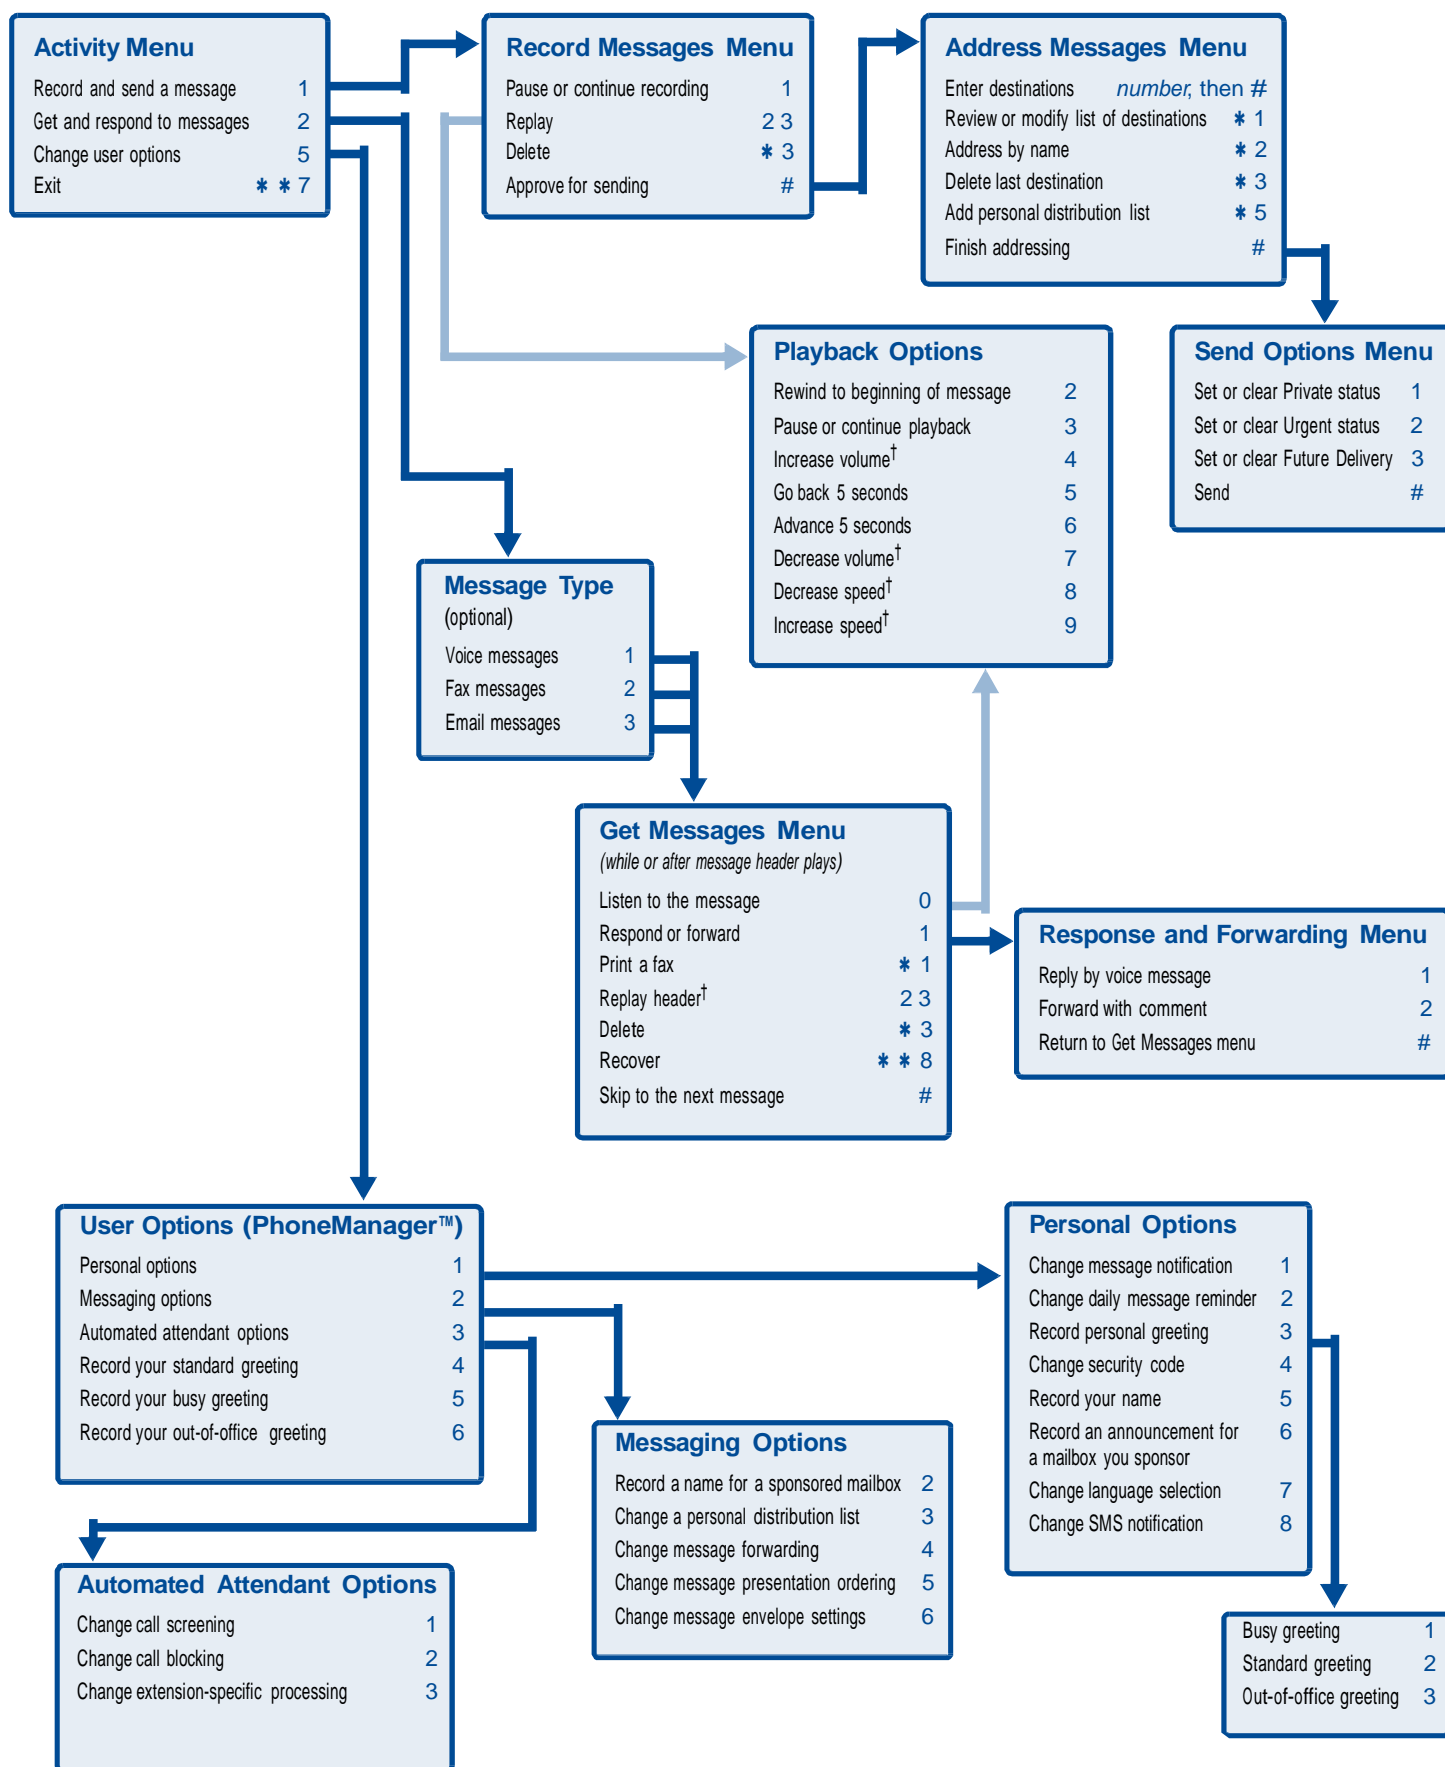 Activity Menu
Record and send a message 1
Get and respond to messages 2
Change user options 5
Exit * * 7
Record Messages Menu
Pause or continue recording 1
Replay 2 3
Delete * 3
Approve for sending #
Address Messages Menu
Enter destinations number, then #
Review or modify list of destinations * 1
Address by name * 2
Delete last destination * 3
Add personal distribution list * 5
Finish addressing #
Playback Options
Rewind to beginning of message 2
Pause or continue playback 3
Increase volume† 4
Go back 5 seconds 5
Advance 5 seconds 6
Decrease volume† 7
Decrease speed† 8
Increase speed† 9
Send Options Menu
Set or clear Private status 1
Set or clear Urgent status 2
Set or clear Future Delivery 3
Send #
Message Type
(optional)
Voice messages 1
Fax messages 2
Email messages 3
Get Messages Menu
(while or after message header plays)
Listen to the message 0
Respond or forward 1
Print a fax * 1
Replay header† 2 3
Delete * 3
Recover * * 8
Skip to the next message #
Response and Forwarding Menu
Reply by voice message 1
Forward with comment 2
Return to Get Messages menu #
User Options (PhoneManager™)
Personal options 1
Messaging options 2
Automated attendant options 3
Record your standard greeting 4
Record your busy greeting 5
Record your out-of-office greeting 6
Personal Options
Change message notification 1
Change daily message reminder 2
Record personal greeting 3
Change security code 4
Record your name 5
Record an announcement for 6
a mailbox you sponsor
Change language selection 7
Change SMS notification 8
Messaging Options
Record a name for a sponsored mailbox 2
Change a personal distribution list 3
Change message forwarding 4
Change message presentation ordering 5
Change message envelope settings 6
Automated Attendant Options
Change call screening 1
Change call blocking 2
Change extension-specific processing 3
Busy greeting 1
Standard greeting 2
Out-of-office greeting 3